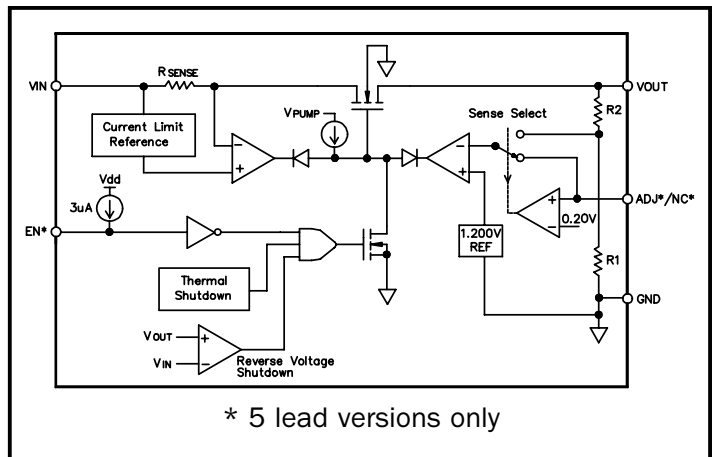 VIN
RSENSE
VOUT
R2
VPUMP
Sense Select
Current Limit
Reference
-
+
-
+
Vdd
3uA
+
-
0.20V
ADJ*/NC*
EN*
1.200V
REF
R1
Thermal
Shutdown
GND
VOUT
+
VIN
-
Reverse Voltage
Shutdown
* 5 lead versions only